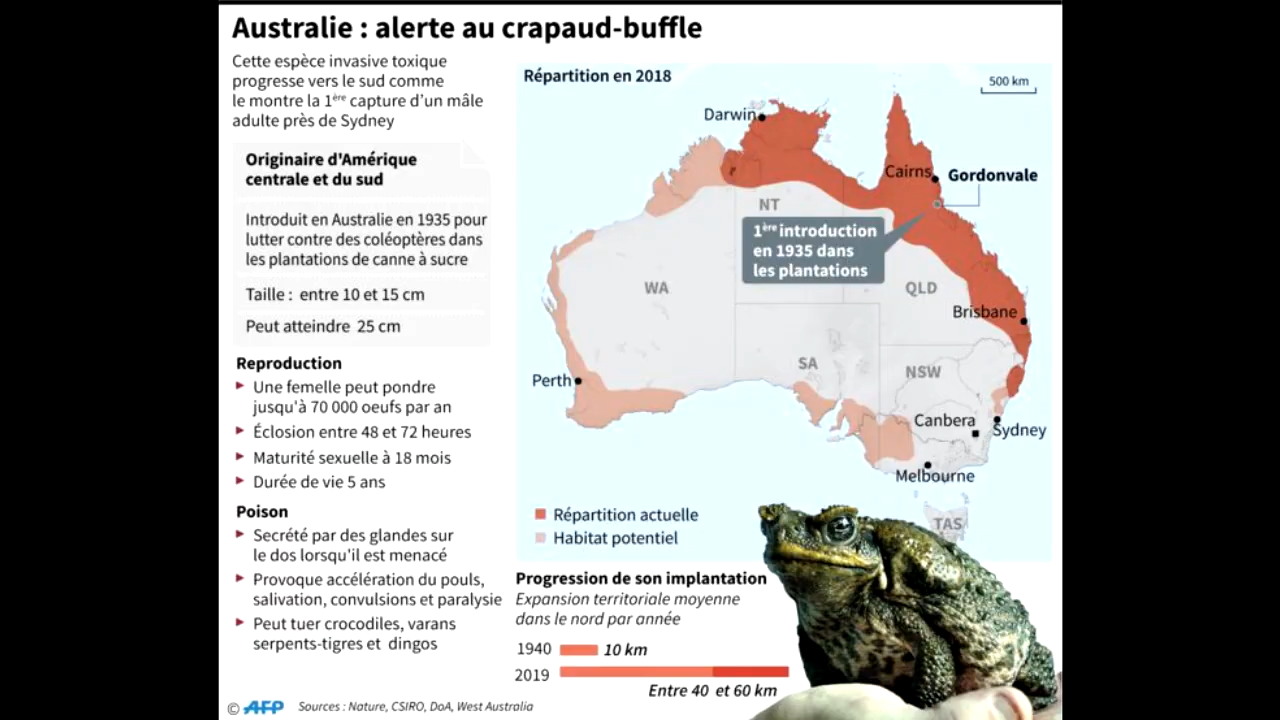 Australie : alerte au crapaud-buffle
Cette espèce invasive toxique
progresse vers le sud comme
le montre la 1ère capture d'un mâle
adulte près de Sydney
Originaire d'Amérique
centrale et du sud
Introduit en Australie en 1935 pour
lutter contre des coléoptères dans
les plantations de canne à sucre
Taille : entre 10 et 15 cm
Peut atteindre 25 cm
Reproduction
Une femelle peut pondre
jusqu'à 70 000 oeufs par an
Éclosion entre 48 et 72 heures
Maturité sexuelle à 18 mois
Durée de vie 5 ans
Poison
Secrété par des glandes sur
le dos lorsqu'il est menacé
Provoque accélération du pouls,
salivation, convulsions et paralysie
Peut tuer crocodiles, varans
serpents-tigres et dingos
Répartition en 2018
500 km
Darwin
Cairns
Gordonvale
NT
1ère introduction
en 1935 dans
les plantations
WA
QLD
Brisbane
SA
NSW
Perth
Canbera
Sydney
Melbourne
TAS
Répartition actuelle
Habitat potentiel
Progression de son implantation
Expansion territoriale moyenne
dans le nord par année
1940 10 km
2019
Entre 40 et 60 km
© AFP Sources : Nature, CSIRO, DoA, West Australia